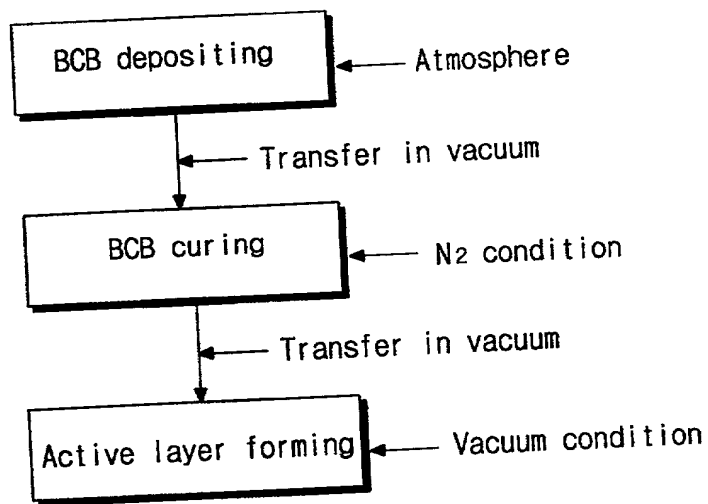 BCB depositing
Atmosphere
Transfer in vacuum
BCB curing
N2 condition
Transfer in vacuum
Active layer forming
Vacuum condition